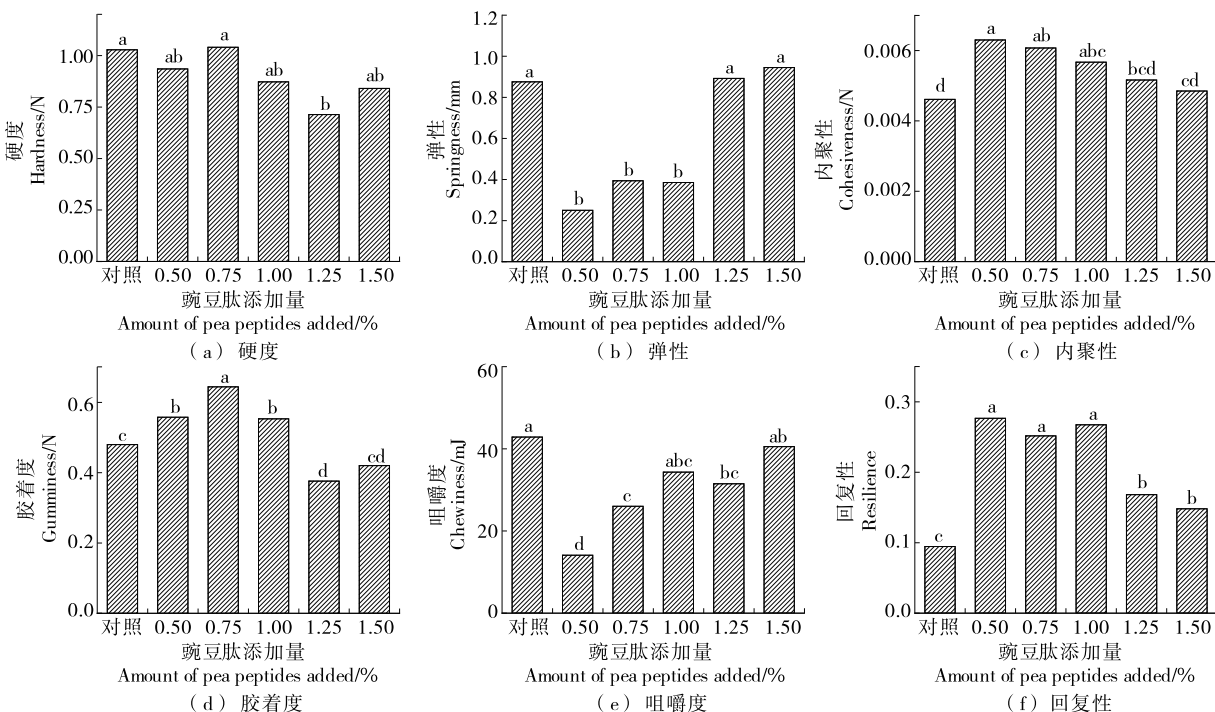 1.00
0.75
0.50
0.25
0.00
硬度
Hardness/N
a ab a ab b ab
对照 0.50 0.75 1.00 1.25 1.50
豌豆肽添加量
Amount of pea peptides added/%
(a) 硬度
1.2
1.0
0.8
0.6
0.4
0.2
0.0
弹性
Springness/mm
a b b b a a
对照 0.50 0.75 1.00 1.25 1.50
豌豆肽添加量
Amount of pea peptides added/%
(b) 弹性
0.006
0.004
0.002
0.000
内聚性
Cohesiveness/N
d a ab abc bcd cd
对照 0.50 0.75 1.00 1.25 1.50
豌豆肽添加量
Amount of pea peptides added/%
(c) 内聚性
0.6
0.4
0.2
0.0
胶着度
Gumminess/N
c b a b d cd
对照 0.50 0.75 1.00 1.25 1.50
豌豆肽添加量
Amount of pea peptides added/%
(d) 胶着度
60
40
20
0
咀嚼度
Chewiness/mJ
a d c abc bc ab
对照 0.50 0.75 1.00 1.25 1.50
豌豆肽添加量
Amount of pea peptides added/%
(e) 咀嚼度
0.3
0.2
0.1
0.0
回复性
Resilience
c a a a b b
对照 0.50 0.75 1.00 1.25 1.50
豌豆肽添加量
Amount of pea peptides added/%
(f) 回复性